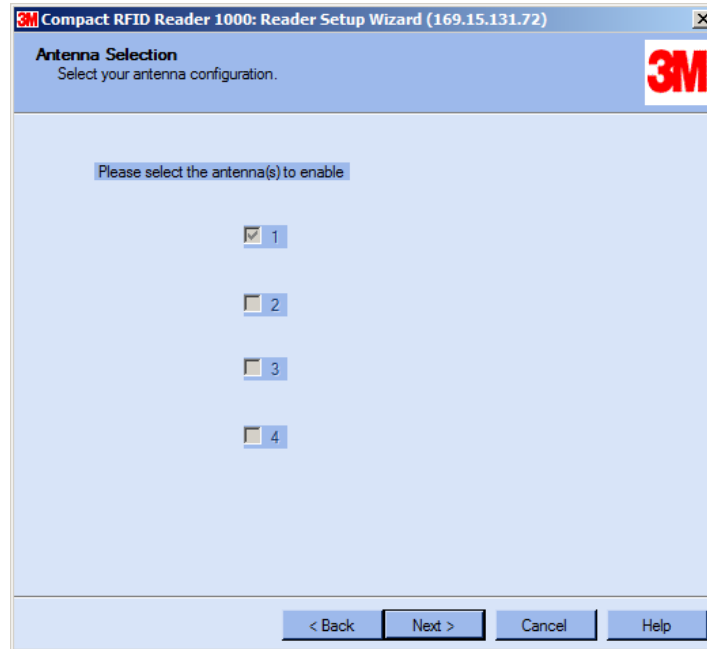 3M Compact RFID Reader 1000: Reader Setup Wizard (169.15.131.72)
Antenna Selection
Select your antenna configuration.
3M
Please select the antenna(s) to enable
1
2
3
4
< Back Next > Cancel Help